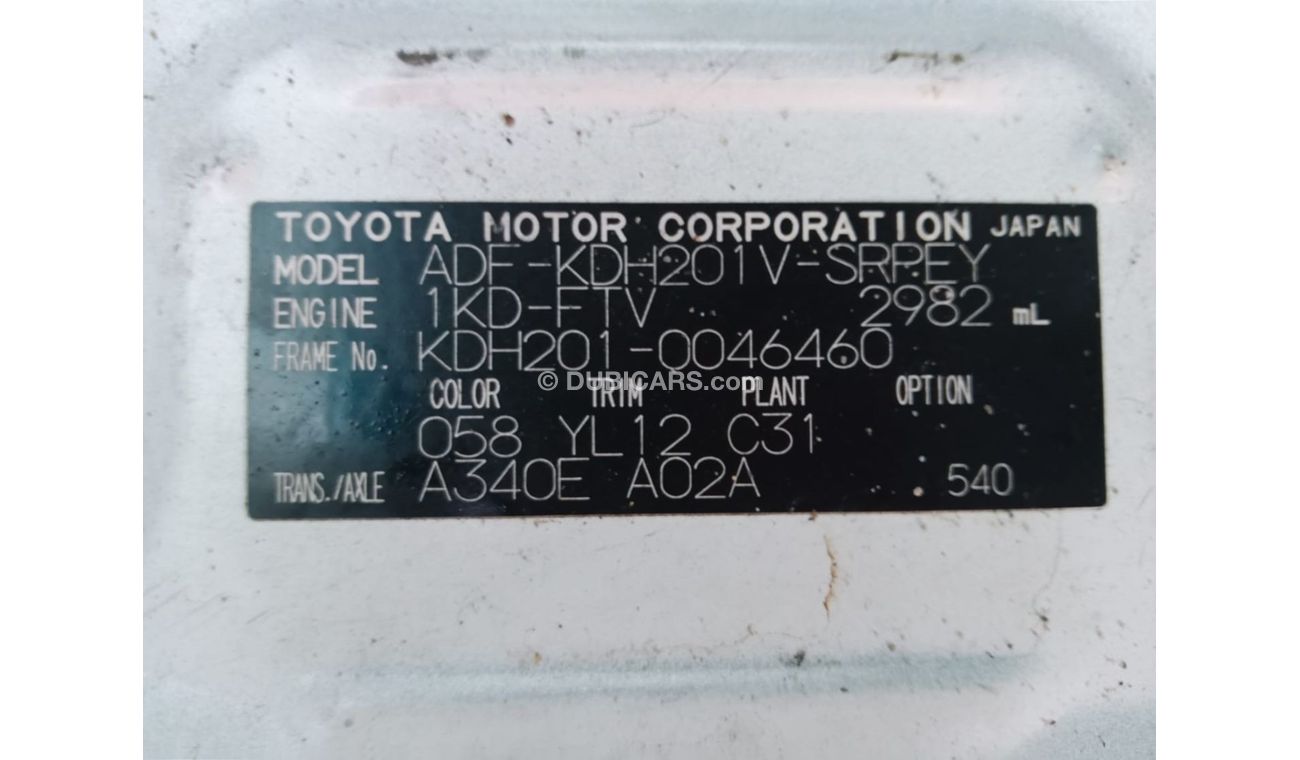 TOYOTA MOTOR CORPORATION JAPAN
MODEL ADF-KDH201V-SRPEY
ENGINE 1KD-FTV 2982 mL
FRAME No. KDH201-0046460
© DUBICARS.com
COLOR TRIM PLANT OPTION
058 YL12 C31
TRANS./AXLE A340E A02A 540